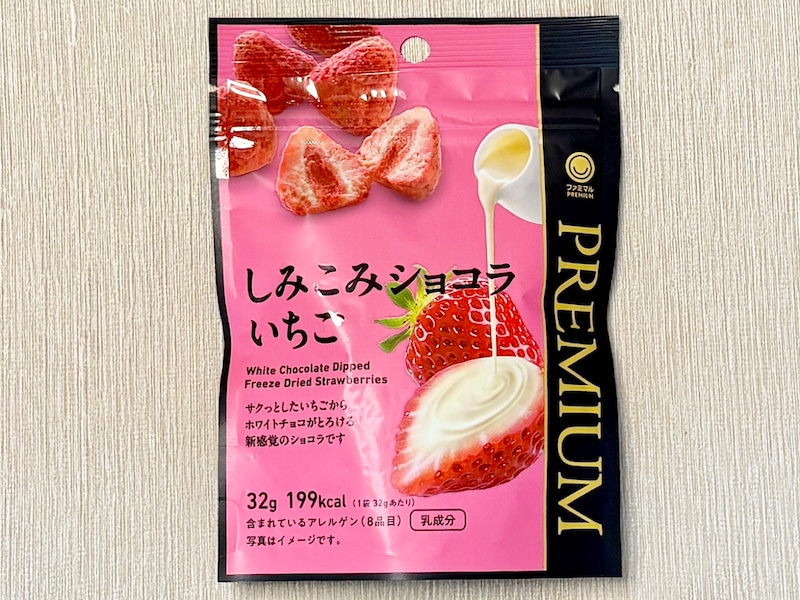 ファミマル
PREMIUM
PREMIUM
しみこみショコラ
いちご
White Chocolate Dipped
Freeze Dried Strawberries
サクっとしたいちごから
ホワイトチョコがとろける
新感覚のショコラです
32g 199kcal (1袋 32gあたり)
含まれているアレルゲン(8品目) 乳成分
写真はイメージです。